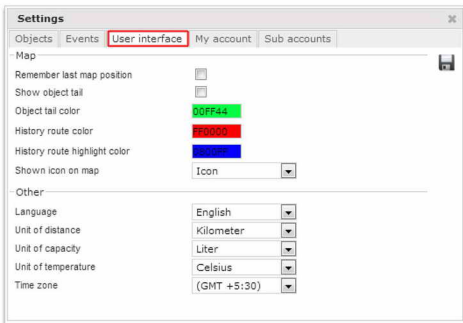 Settings
Objects Events User interface My account Sub accounts
Map
Remember last map position
Show object tail
Object tail color 00FF44
History route color FF0000
History route highlight color 0000FF
Shown icon on map Icon
Other
Language English
Unit of distance Kilometer
Unit of capacity Liter
Unit of temperature Celsius
Time zone (GMT +5:30)